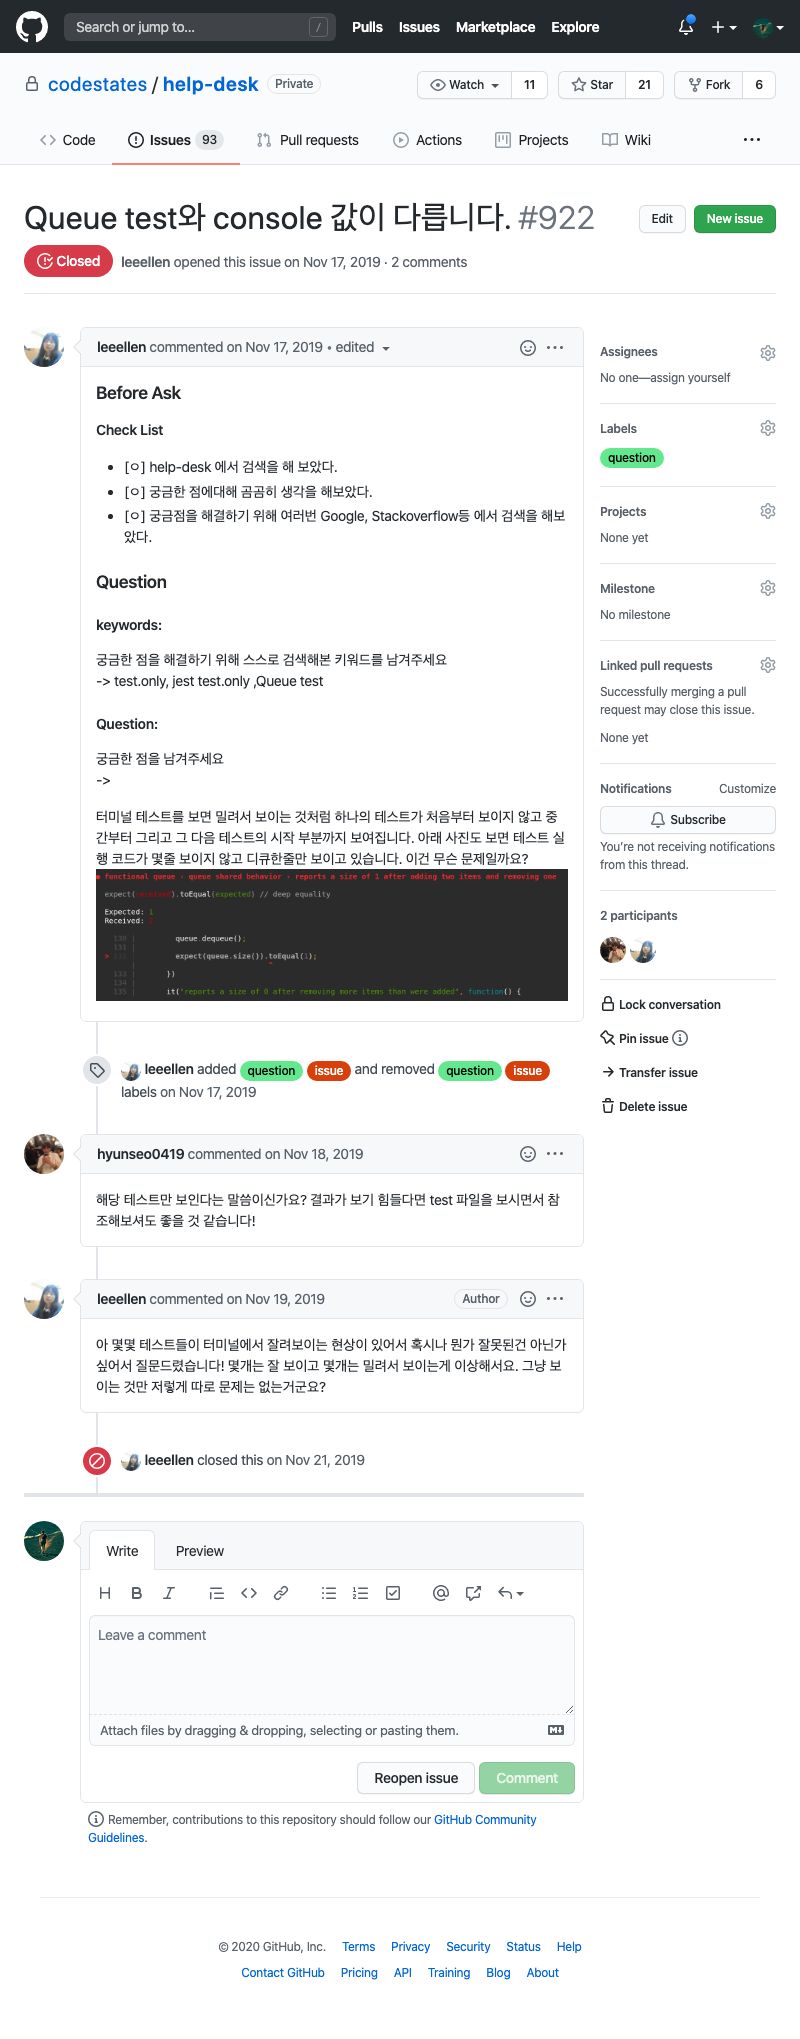 Search or jump to... / Pulls Issues Marketplace Explore
codestates / help-desk Private Watch 11 Star 21 Fork 6
Code Issues 93 Pull requests Actions Projects Wiki ...
Queue test와 console 값이 다릅니다. #922 Edit New issue
Closed leeellen opened this issue on Nov 17, 2019 · 2 comments
leeellen commented on Nov 17, 2019 • edited
Before Ask
Check List
• [ㅇ] help-desk 에서 검색을 해 보았다.
• [ㅇ] 궁금한 점에대해 곰곰히 생각을 해보았다.
• [ㅇ] 궁금점을 해결하기 위해 여러번 Google, Stackoverflow등 에서 검색을 해보
았다.
Question
keywords:
궁금한 점을 해결하기 위해 스스로 검색해본 키워드를 남겨주세요
-> test.only, jest test.only ,Queue test
Question:
궁금한 점을 남겨주세요
->
터미널 테스트를 보면 밀려서 보이는 것처럼 하나의 테스트가 처음부터 보이지 않고 중
간부터 그리고 그 다음 테스트의 시작 부분까지 보여집니다. 아래 사진도 보면 테스트 실
행 코드가 몇줄 보이지 않고 디큐한줄만 보이고 있습니다. 이건 무슨 문제일까요?
● functional queue › queue shared behavior › reports a size of 1 after adding two items and removing one
expect(received).toEqual(expected) // deep equality
Expected: 1
Received:
130 | queue.dequeue();
131 |
> | expect(queue.size()).toEqual(1);
| ^
133 | })
134 |
135 | it("reports a size of 0 after removing more items than were added", function() {
leeellen added question issue and removed question issue
labels on Nov 17, 2019
hyunseo0419 commented on Nov 18, 2019
해당 테스트만 보인다는 말씀이신가요? 결과가 보기 힘들다면 test 파일을 보시면서 참
조해보셔도 좋을 것 같습니다!
leeellen commented on Nov 19, 2019 Author
아 몇몇 테스트들이 터미널에서 잘려보이는 현상이 있어서 혹시나 뭔가 잘못된건 아닌가
싶어서 질문드렸습니다! 몇개는 잘 보이고 몇개는 밀려서 보이는게 이상해서요. 그냥 보
이는 것만 저렇게 따로 문제는 없는거군요?
leeellen closed this on Nov 21, 2019
Write Preview
H B I
Leave a comment
Attach files by dragging & dropping, selecting or pasting them.
Reopen issue Comment
Remember, contributions to this repository should follow our GitHub Community
Guidelines.
Assignees
No one—assign yourself
Labels
question
Projects
None yet
Milestone
No milestone
Linked pull requests
Successfully merging a pull
request may close this issue.
None yet
Notifications Customize
Subscribe
You're not receiving notifications
from this thread.
2 participants
Lock conversation
Pin issue
Transfer issue
Delete issue
© 2020 GitHub, Inc. Terms Privacy Security Status Help
Contact GitHub Pricing API Training Blog About